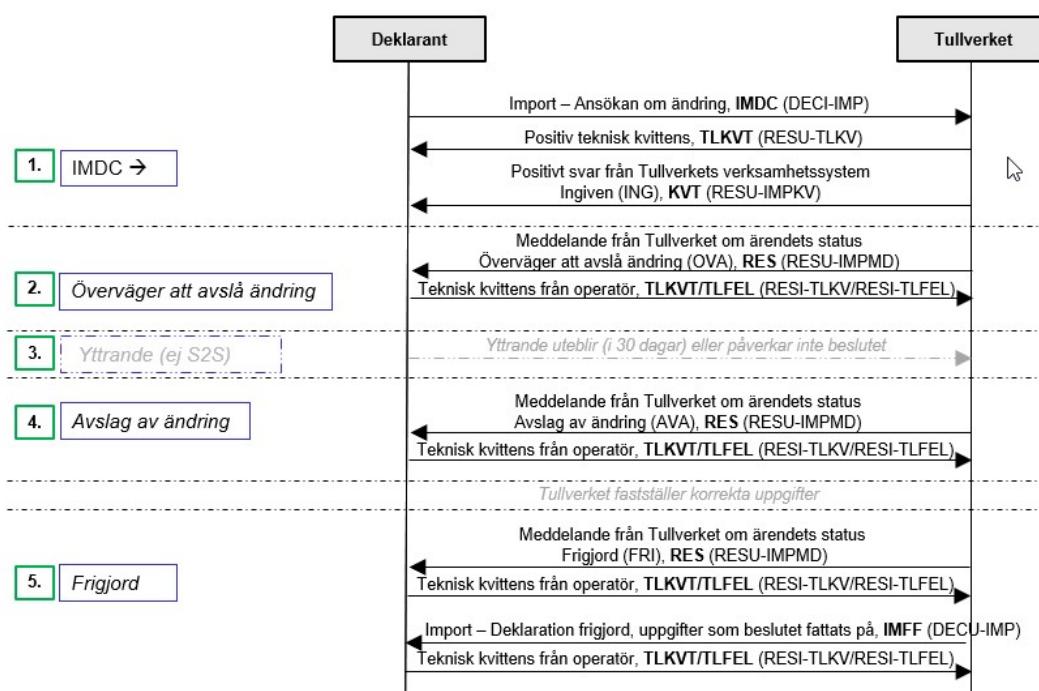 Deklarant
Tullverket
Import – Ansökan om ändring, IMDC (DECI-IMP)
Positiv teknisk kvittens, TLKVT (RESU-TLKV)
1.
IMDC →
Positivt svar från Tullverkets verksamhetssystem
Ingiven (ING), KVT (RESU-IMPKV)
Meddelande från Tullverket om ärendets status
Överväger att avslå ändring (OVA), RES (RESU-IMPMD)
2.
Överväger att avslå ändring
Teknisk kvittens från operatör, TLKVT/TLFEL (RESI-TLKV/RESI-TLFEL)
3.
Yttrande (ej S2S)
Yttrande uteblir (i 30 dagar) eller påverkar inte beslutet
Meddelande från Tullverket om ärendets status
4.
Avslag av ändring
Avslag av ändring (AVA), RES (RESU-IMPMD)
Teknisk kvittens från operatör, TLKVT/TLFEL (RESI-TLKV/RESI-TLFEL)
Tullverket fastställer korrekta uppgifter
Meddelande från Tullverket om ärendets status
Frigjord (FRI), RES (RESU-IMPMD)
5.
Frigjord
Teknisk kvittens från operatör, TLKVT/TLFEL (RESI-TLKV/RESI-TLFEL)
Import – Deklaration frigjord, uppgifter som beslutet fattats på, IMFF (DECU-IMP)
Teknisk kvittens från operatör, TLKVT/TLFEL (RESI-TLKV/RESI-TLFEL)